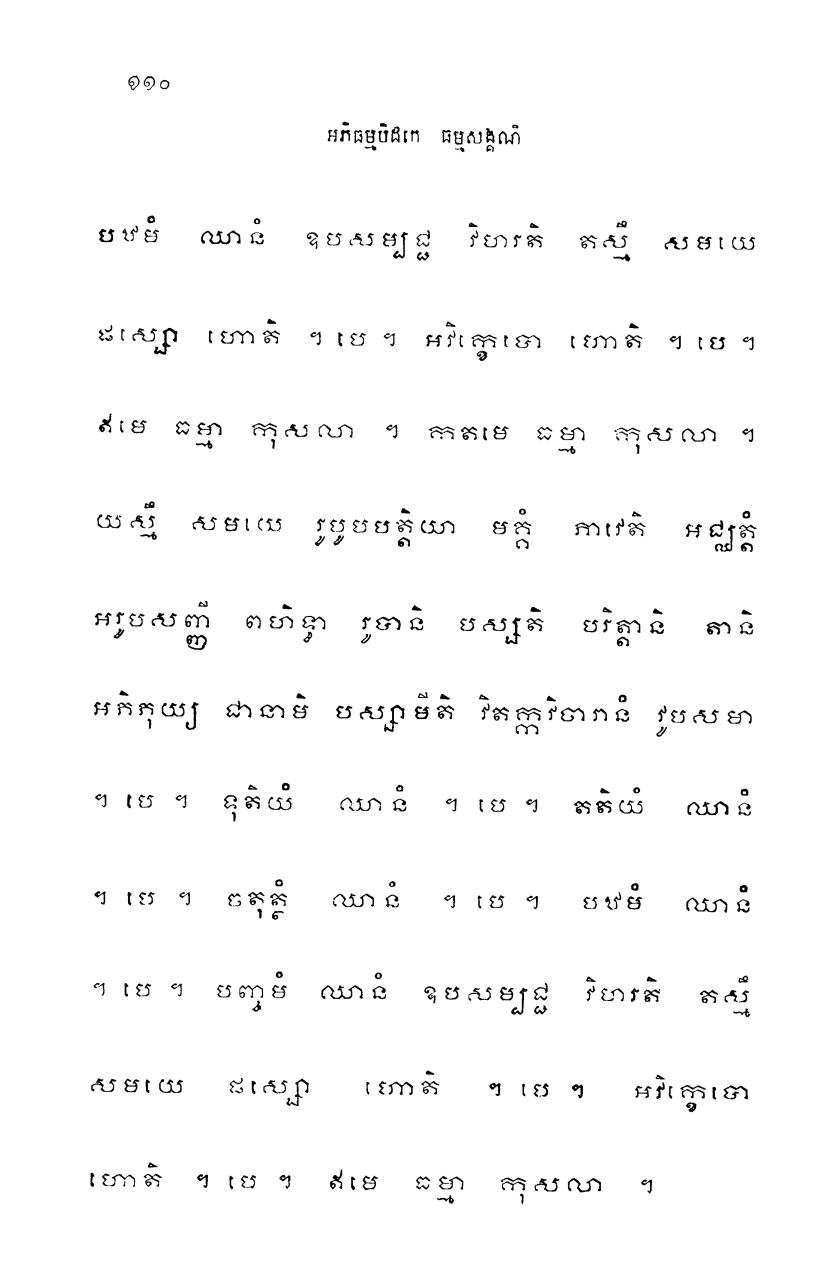 ១១០
អភិធម្មបិដកេ ធម្មសង្គណី
បឋមំ ឈានំ ឧបសម្បជ្ជ វិហរតិ តស្មឹ សមយេ
ផស្សោ ហោតិ ។ បេ ។ អវិក្ខេបោ ហោតិ ។ បេ ។
ឥមេ ធម្មា កុសលា ។ កតមេ ធម្មា កុសលា ។
យស្មឹ សមយេ រូបូបបត្តិយា មគ្គំ ភាវេតិ អជ្ឈត្តំ
អរូបសញ្ញី ពហិទ្ធា រូបានិ បស្សតិ បរិត្តានិ តានិ
អភិភុយ្យ ជានាមិ បស្សាមីតិ វិតក្កវិចារានំ វូបសមា
។ បេ ។ ទុតិយំ ឈានំ ។ បេ ។ តតិយំ ឈានំ
។ បេ ។ ចតុត្ថំ ឈានំ ។ បេ ។ បឋមំ ឈានំ
។ បេ ។ បញ្ចមំ ឈានំ ឧបសម្បជ្ជ វិហរតិ តស្មឹ
សមយេ ផស្សោ ហោតិ ។ បេ ។ អវិក្ខេបោ
ហោតិ ។ បេ ។ ឥមេ ធម្មា កុសលា ។